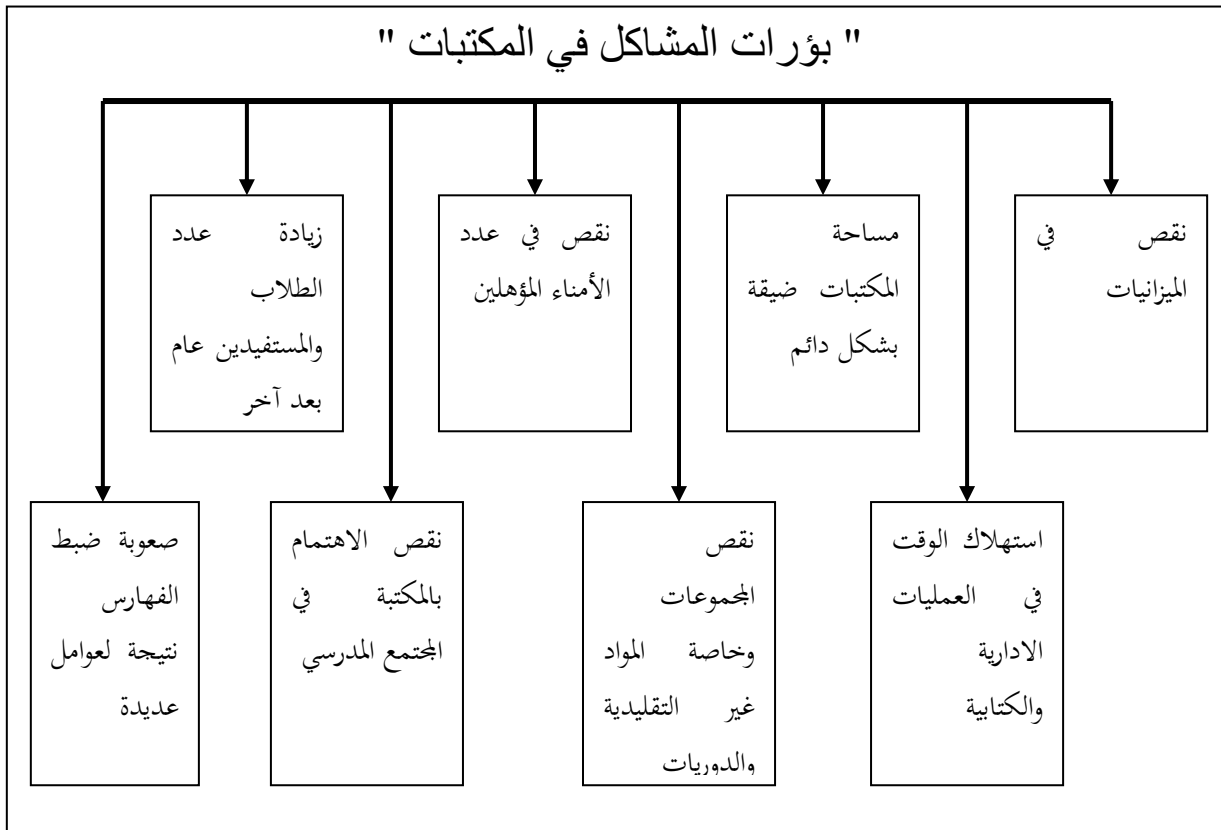 " بؤرات المشاكل في المكتبات "
نقص في
الميزانيات
مساحة
المكتبات ضيقة
بشكل دائم
نقص في عدد
الأمناء المؤهلين
زيادة عدد
الطلاب
والمستفيدين عام
بعد آخر
استهلاك الوقت
في العمليات
الادارية
والكتابية
نقص
المجموعات
وخاصة المواد
غير التقليدية
والدوريات
نقص الاهتمام
بالمكتبة في
المجتمع المدرسي
صعوبة ضبط
الفهارس
نتيجة لعوامل
عديدة